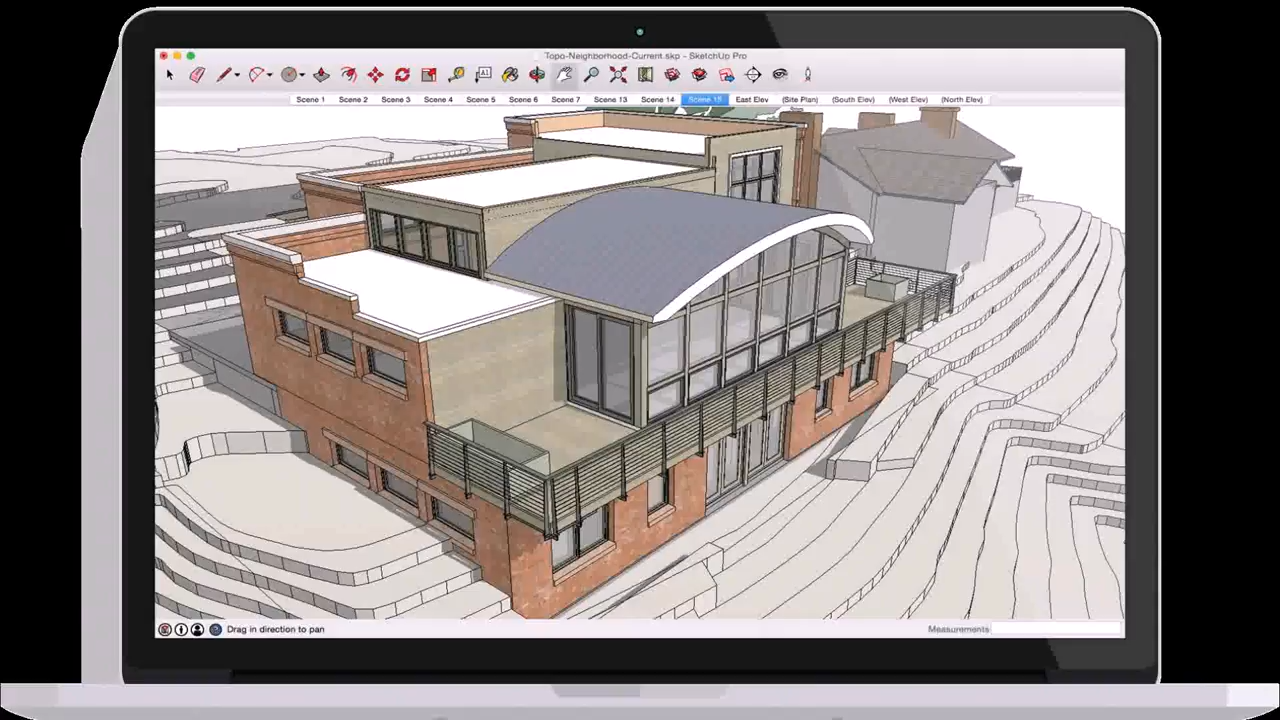 Topo-Neighborhood-Current.skp - SketchUp Pro
A1
Scene 1 Scene 2 Scene 3 Scene 4 Scene 5 Scene 6 Scene 7 Scene 13 Scene 14 Scene 15 East Elev (Site Plan) (South Elev) (West Elev) (North Elev)
Drag in direction to pan
Measurements